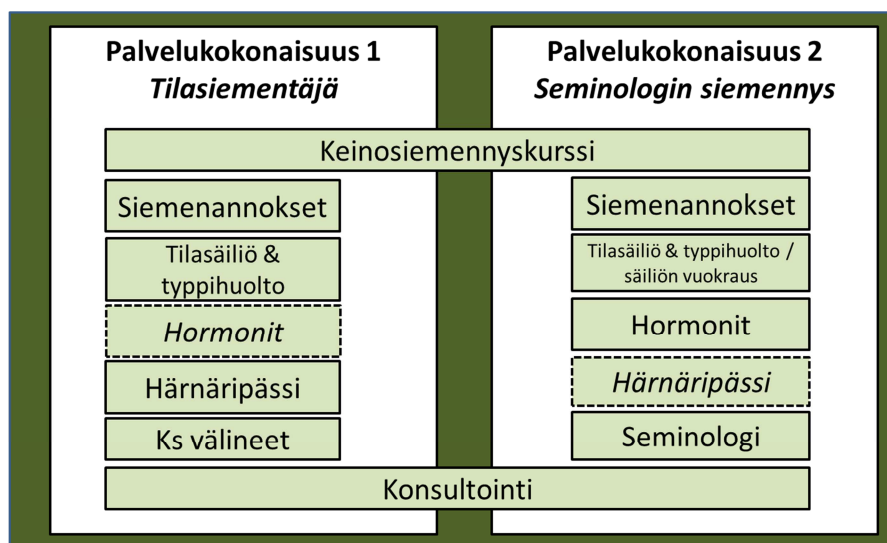 Palvelukokonaisuus 1
Tilasiementäjä
Palvelukokonaisuus 2
Seminologin siemennys
Keinosiemennyskurssi
Siemenannokset
Tilasäiliö &
typpihuolto
Hormonit
Härnäripässi
Ks välineet
Siemenannokset
Tilasäiliö & typpihuolto /
säiliön vuokraus
Hormonit
Härnäripässi
Seminologi
Konsultointi